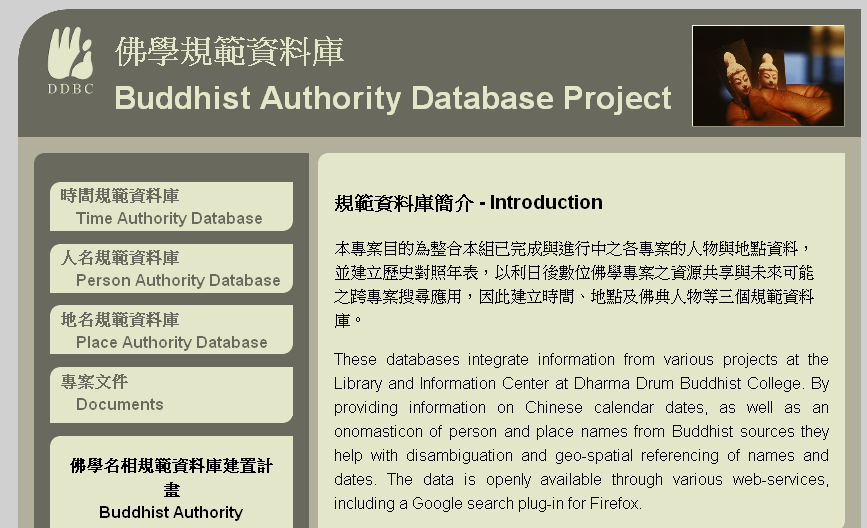 DDBC
佛學規範資料庫
Buddhist Authority Database Project
時間規範資料庫
Time Authority Database
人名規範資料庫
Person Authority Database
地名規範資料庫
Place Authority Database
專案文件
Documents
佛學名相規範資料庫建置計
畫
Buddhist Authority
規範資料庫簡介 - Introduction
本專案目的為整合本組已完成與進行中之各專案的人物與地點資料，
並建立歷史對照年表，以利日後數位佛學專案之資源共享與未來可能
之跨專案搜尋應用，因此建立時間、地點及佛典人物等三個規範資料
庫。
These databases integrate information from various projects at the
Library and Information Center at Dharma Drum Buddhist College. By
providing information on Chinese calendar dates, as well as an
onomasticon of person and place names from Buddhist sources they
help with disambiguation and geo-spatial referencing of names and
dates. The data is openly available through various web-services,
including a Google search plug-in for Firefox.